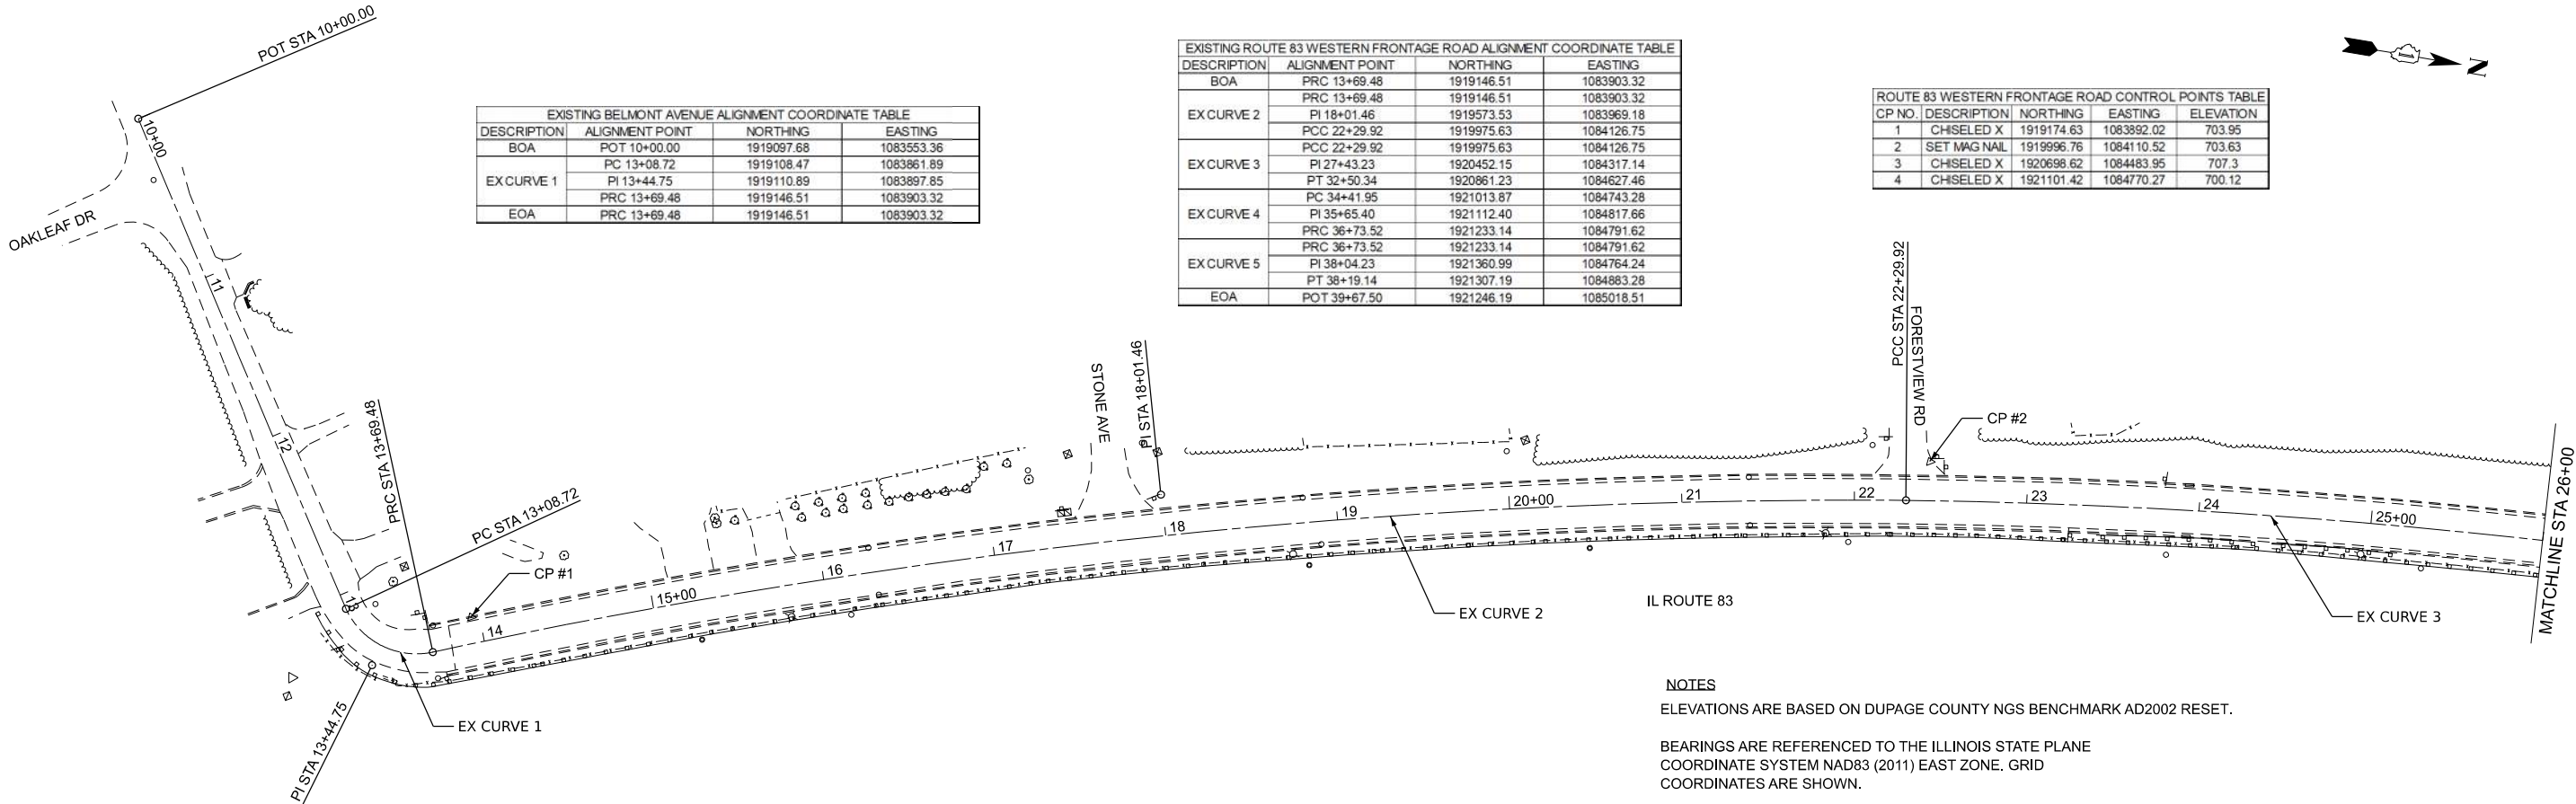 POT STA 10+00.00
EXISTING BELMONT AVENUE ALIGNMENT COORDINATE TABLE
DESCRIPTION ALIGNMENT POINT NORTHING EASTING
BOA POT 10+00.00 1919097.68 1083553.36
EX CURVE 1 PC 13+08.72 1919108.47 1083861.89
PI 13+44.75 1919110.89 1083897.85
PRC 13+69.48 1919146.51 1083903.32
EOA PRC 13+69.48 1919146.51 1083903.32
EXISTING ROUTE 83 WESTERN FRONTAGE ROAD ALIGNMENT COORDINATE TABLE
DESCRIPTION ALIGNMENT POINT NORTHING EASTING
BOA PRC 13+69.48 1919146.51 1083903.32
EX CURVE 2 PRC 13+69.48 1919146.51 1083903.32
PI 18+01.46 1919573.53 1083969.18
PCC 22+29.92 1919975.63 1084126.75
EX CURVE 3 PCC 22+29.92 1919975.63 1084126.75
PI 27+43.23 1920452.15 1084317.14
PT 32+50.34 1920861.23 1084627.46
EX CURVE 4 PC 34+41.95 1921013.87 1084743.28
PI 35+65.40 1921112.40 1084817.66
PRC 36+73.52 1921233.14 1084791.62
EX CURVE 5 PRC 36+73.52 1921233.14 1084791.62
PI 38+04.23 1921360.99 1084764.24
PT 38+19.14 1921307.19 1084883.28
EOA POT 39+67.50 1921246.19 1085018.51
N
ROUTE 83 WESTERN FRONTAGE ROAD CONTROL POINTS TABLE
CP NO. DESCRIPTION NORTHING EASTING ELEVATION
1 CHISELED X 1919174.63 1083892.02 703.95
2 SET MAG NAIL 1919996.76 1084110.52 703.63
3 CHISELED X 1920698.62 1084483.95 707.3
4 CHISELED X 1921101.42 1084770.27 700.12
10+00
OAKLEAF DR
11
12
13
PRC STA 13+69.48
PC STA 13+08.72
CP #1
STONE AVE
PI STA 18+01.46
PCC STA 22+29.92
FORESTVIEW RD
CP #2
MATCHLINE STA 26+00
14
15+00
16
17
18
19
20+00
21
22
23
24
25+00
EX CURVE 1
PI STA 13+44.75
EX CURVE 2
IL ROUTE 83
EX CURVE 3
NOTES
ELEVATIONS ARE BASED ON DUPAGE COUNTY NGS BENCHMARK AD2002 RESET.
BEARINGS ARE REFERENCED TO THE ILLINOIS STATE PLANE
COORDINATE SYSTEM NAD83 (2011) EAST ZONE. GRID
COORDINATES ARE SHOWN.